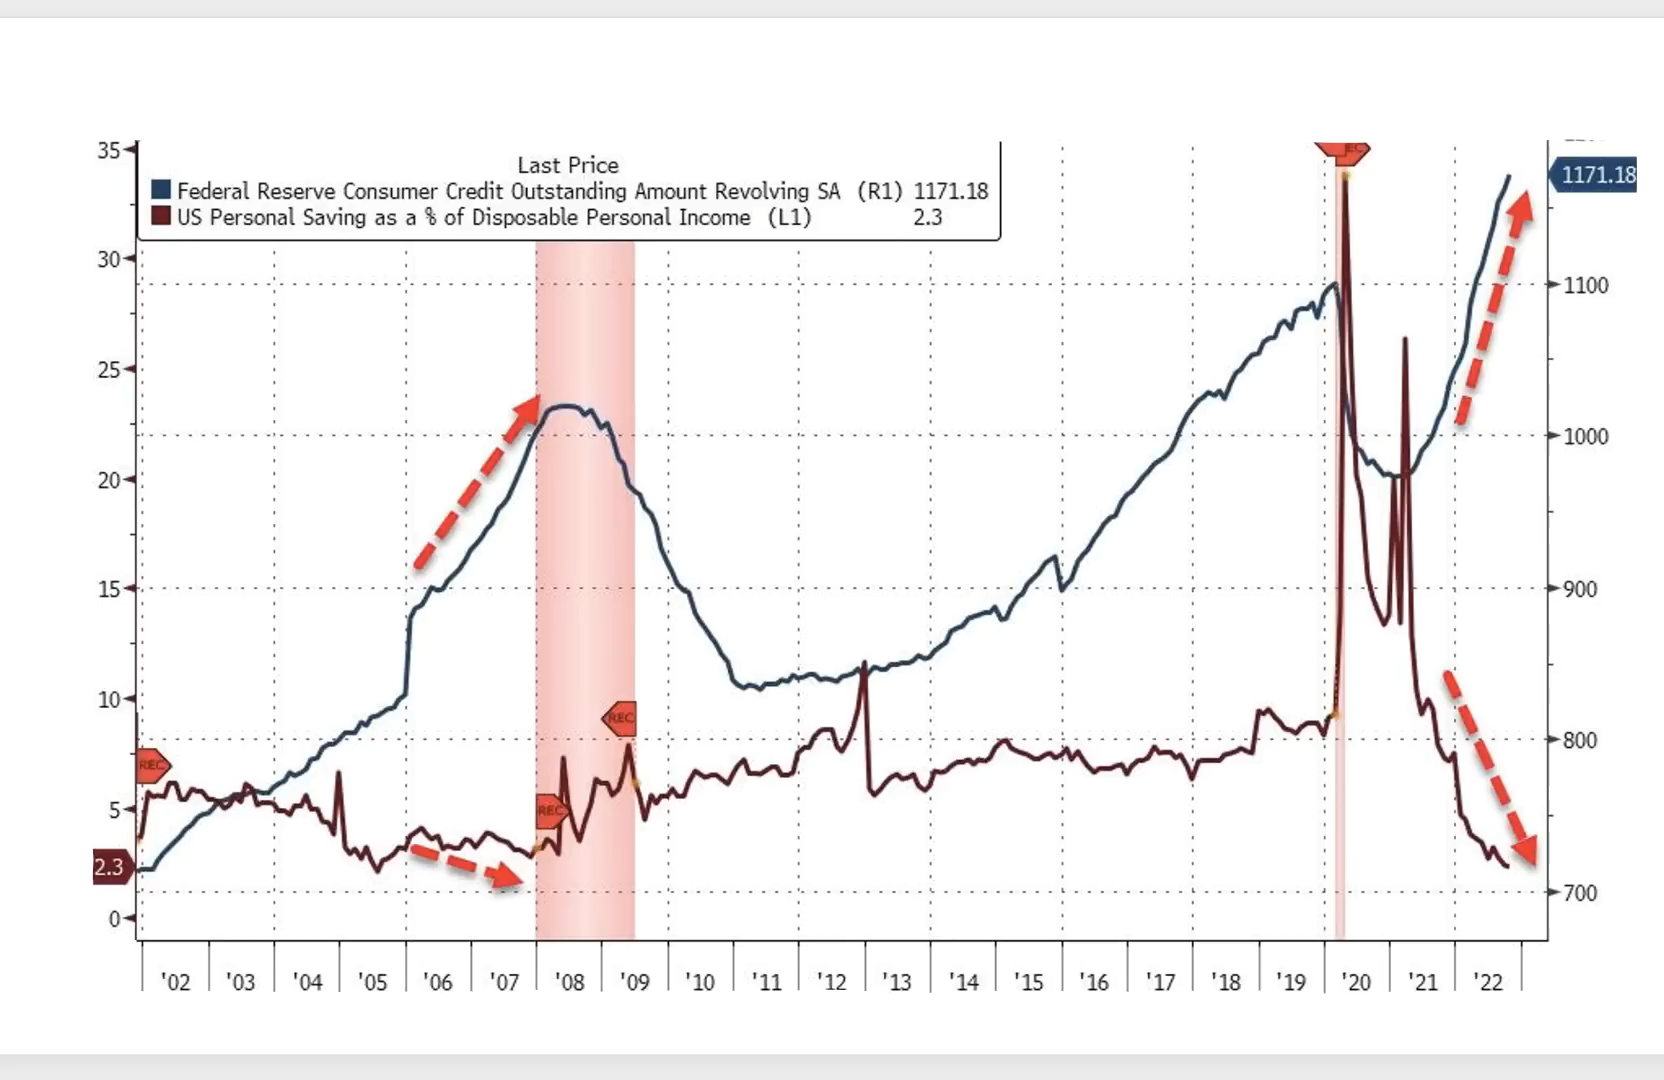 Last Price
Federal Reserve Consumer Credit Outstanding Amount Revolving SA (R1) 1171.18
US Personal Saving as a % of Disposable Personal Income (L1) 2.3
35
30
25
20
15
10
5
2.3
0
1171.18
1100
1000
900
800
700
REC
REC
REC
EC
'02 '03 '04 '05 '06 '07 '08 '09 '10 '11 '12 '13 '14 '15 '16 '17 '18 '19 '20 '21 '22